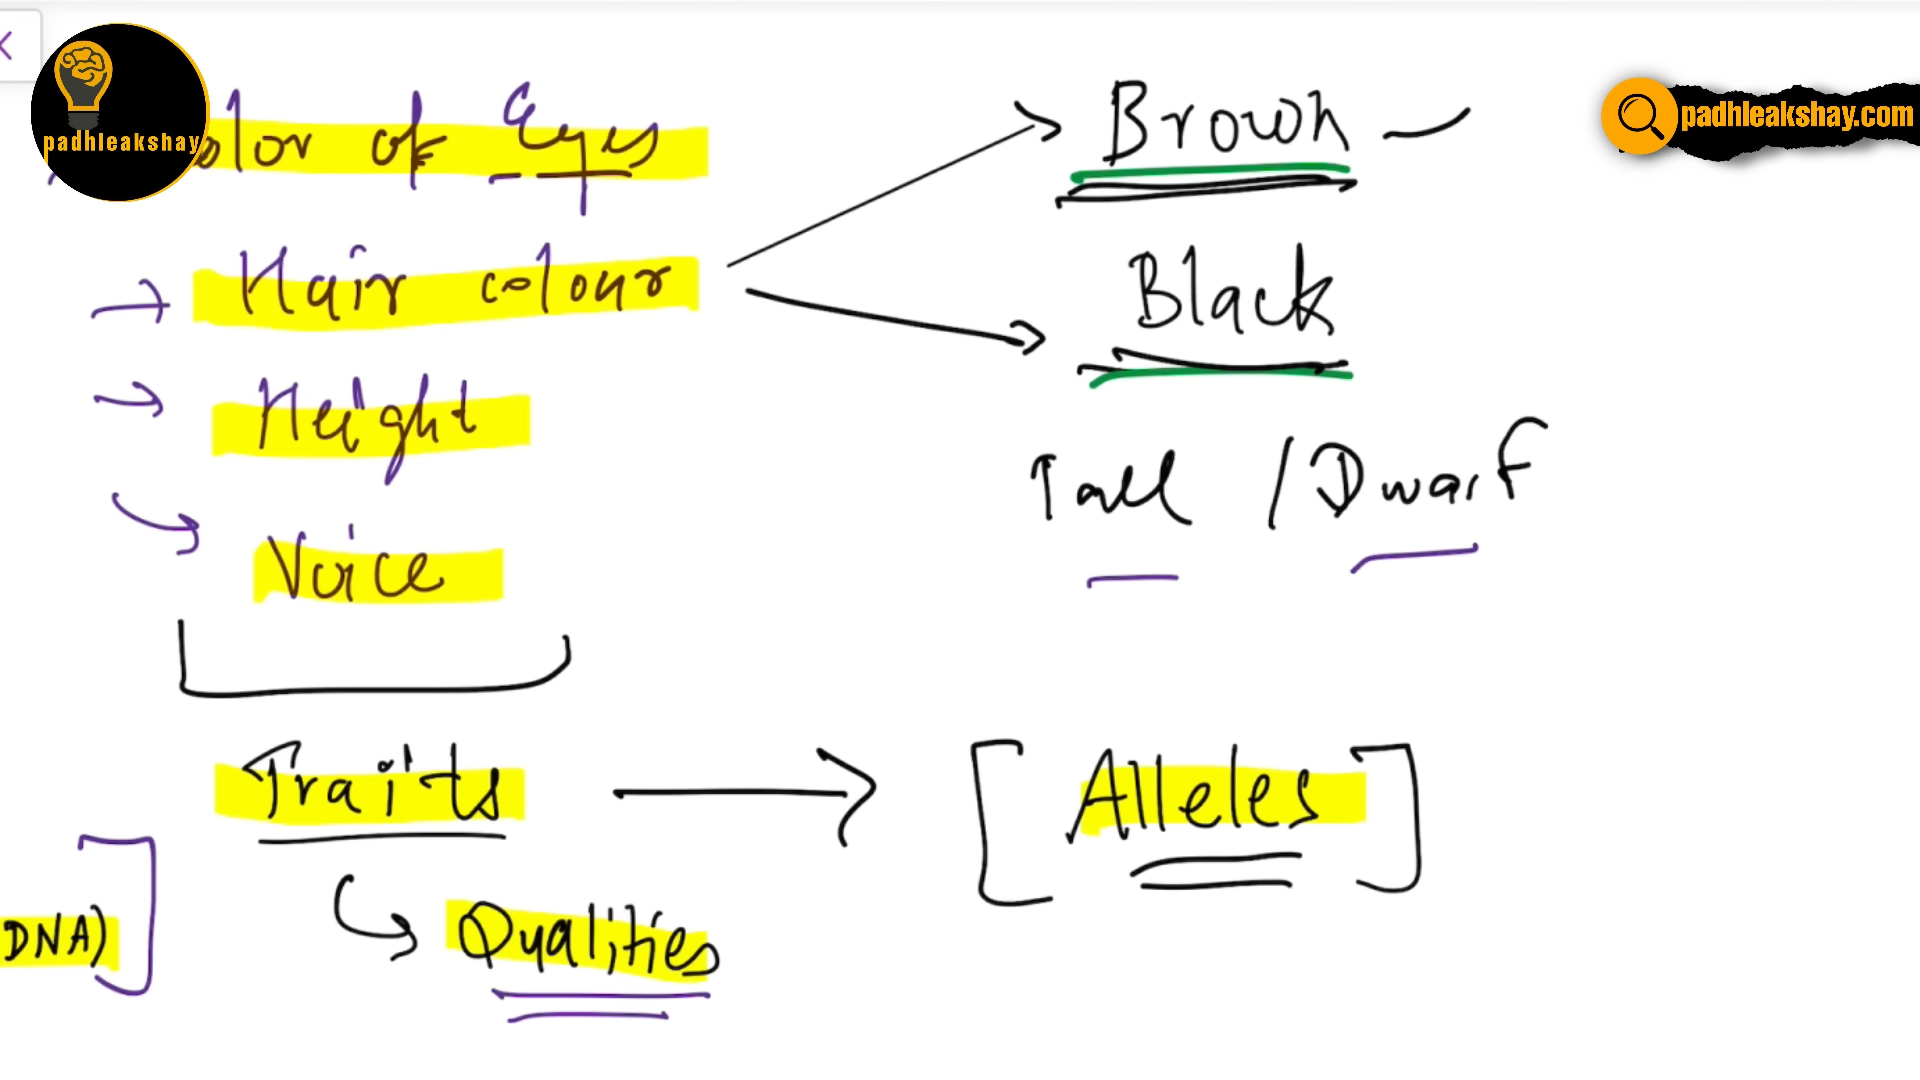 padhleakshay
padhleakshay.com
olor of Eyes
Hair colour
Height
Voice
Brown
Black
Tall / Dwarf
Traits
[Alleles]
DNA)]
Qualities